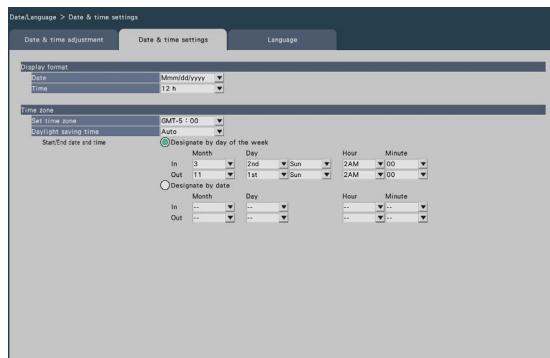 Date/Language > Date & time settings
Date & time adjustment Date & time settings Language
Display format
Date Mmm/dd/yyyy
Time 12 h
Time zone
Set time zone GMT-5 : 00
Daylight saving time Auto
Start/End date and time Designate by day of the week
Month Day Hour Minute
In 3 2nd Sun 2AM 00
Out 11 1st Sun 2AM 00
Designate by date
Month Day Hour Minute
In -- -- -- --
Out -- -- -- --